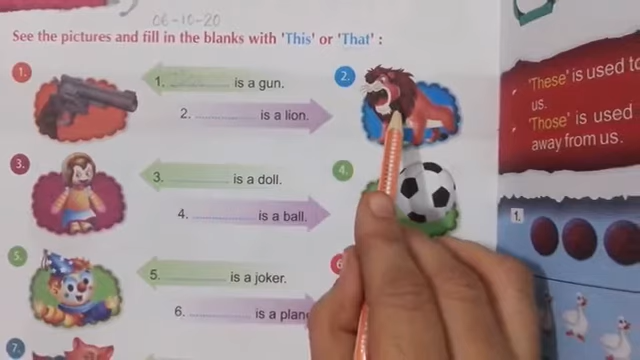 06-10-20
See the pictures and fill in the blanks with 'This' or 'That' :
1.
1. ............ is a gun.
2.
2. ............ is a lion.
3.
3. ............ is a doll.
4.
4. ............ is a ball.
5.
5. ............ is a joker.
6. ............ is a plan
7.
'These' is used to
us.
'Those' is used
away from us.
1.